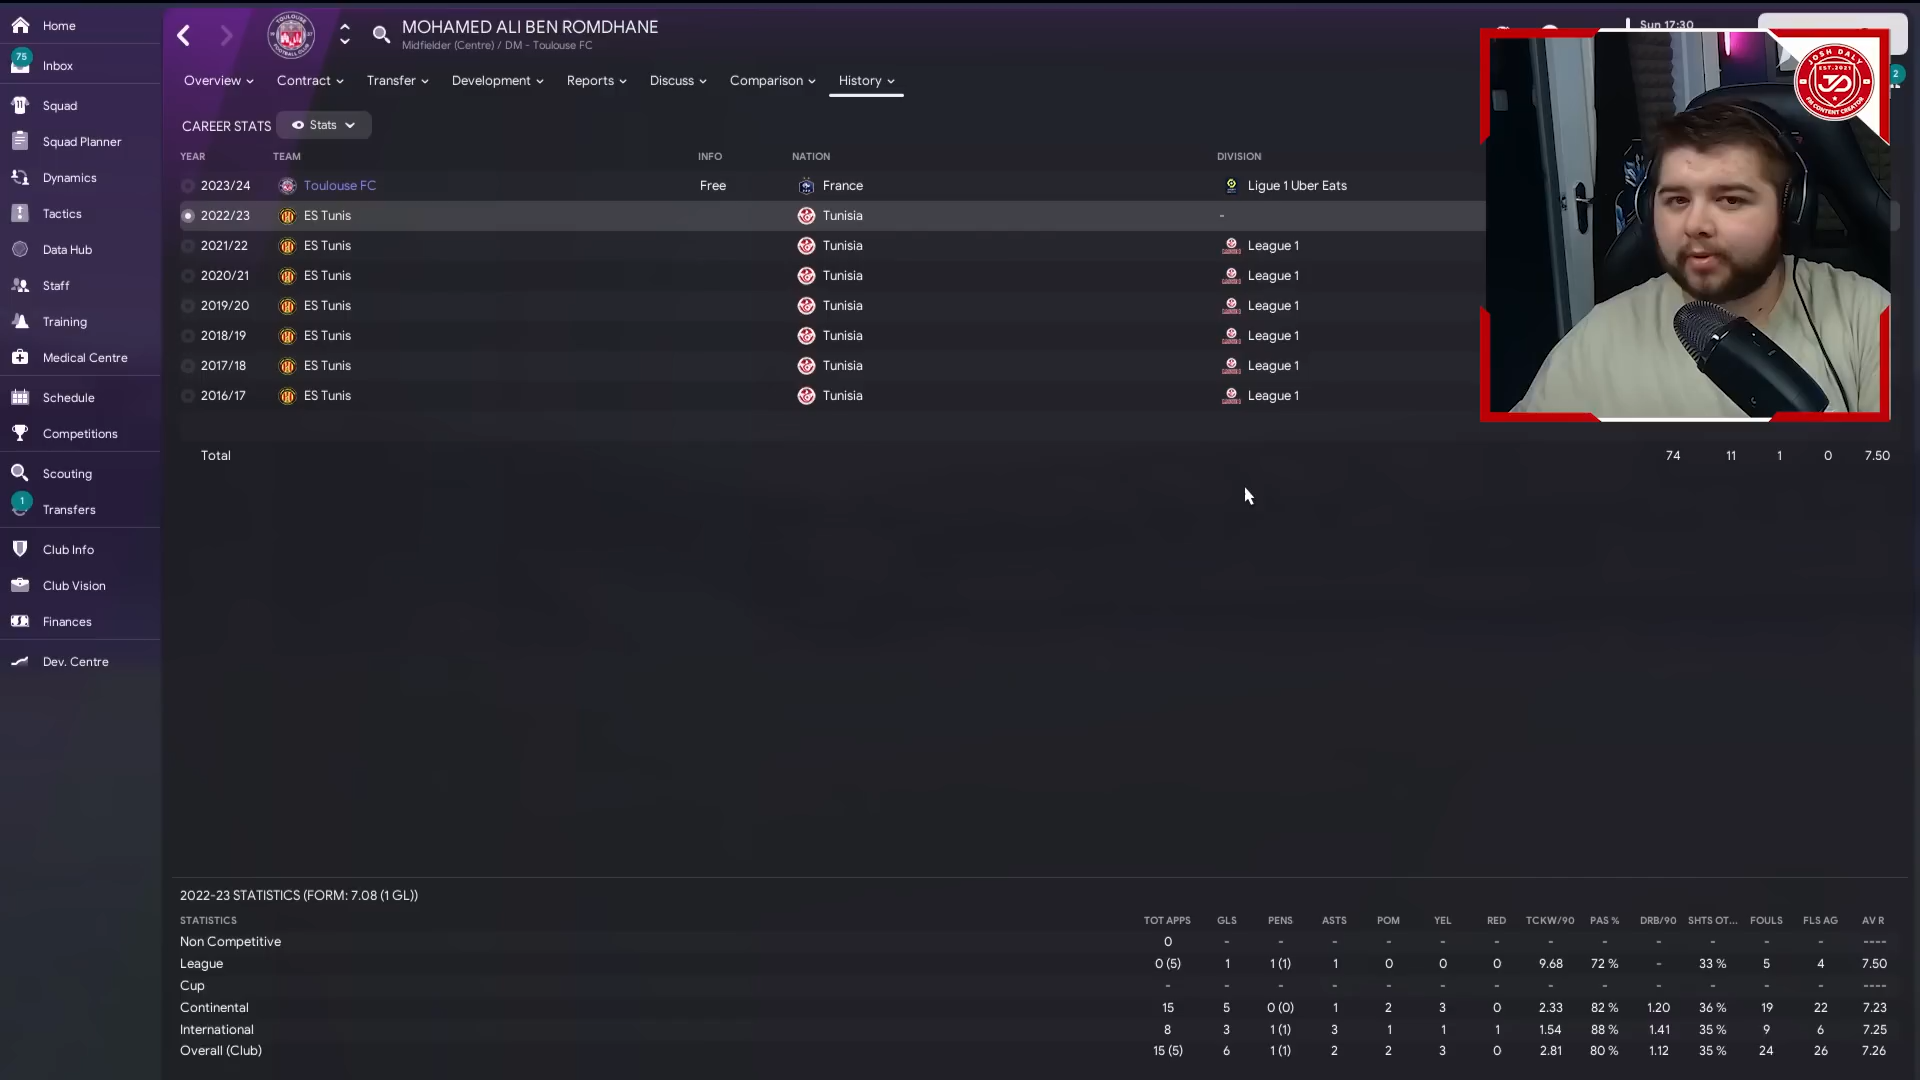 Home
75
Inbox
Squad
Squad Planner
Dynamics
Tactics
Data Hub
Staff
Training
Medical Centre
Schedule
Competitions
Scouting
1
Transfers
Club Info
Club Vision
Finances
Dev. Centre
MOHAMED ALI BEN ROMDHANE
Midfielder (Centre) / DM - Toulouse FC
Sun 17:30
2
JOSH DALY
EST. 2021
JD
FM CONTENT CREATOR
Overview Contract Transfer Development Reports Discuss Comparison History
CAREER STATS Stats
YEAR TEAM INFO NATION DIVISION
2023/24 Toulouse FC Free France Ligue 1 Uber Eats
2022/23 ES Tunis Tunisia -
2021/22 ES Tunis Tunisia League 1
2020/21 ES Tunis Tunisia League 1
2019/20 ES Tunis Tunisia League 1
2018/19 ES Tunis Tunisia League 1
2017/18 ES Tunis Tunisia League 1
2016/17 ES Tunis Tunisia League 1
Total 74 11 1 0 7.50
2022-23 STATISTICS (FORM: 7.08 (1 GL))
STATISTICS TOT APPS GLS PENS ASTS POM YEL RED TCKW/90 PAS % DRB/90 SHTS OT... FOULS FLS AG AV R
Non Competitive 0 - - - - - - - - - - - - ----
League 0 (5) 1 1 (1) 1 0 0 0 9.68 72 % - 33 % 5 4 7.50
Cup - - - - - - - - - - - - - ----
Continental 15 5 0 (0) 1 2 3 0 2.33 82 % 1.20 36 % 19 22 7.23
International 8 3 1 (1) 3 1 1 1 1.54 88 % 1.41 35 % 9 6 7.25
Overall (Club) 15 (5) 6 1 (1) 2 2 3 0 2.81 80 % 1.12 35 % 24 26 7.26